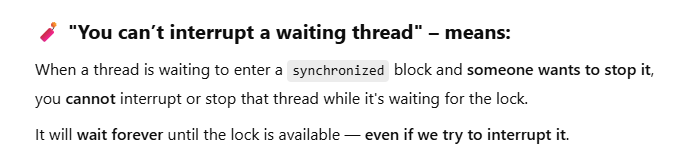 🧨 "You can’t interrupt a waiting thread" – means:
When a thread is waiting to enter a synchronized block and someone wants to stop it,
you cannot interrupt or stop that thread while it's waiting for the lock.
It will wait forever until the lock is available — even if we try to interrupt it.